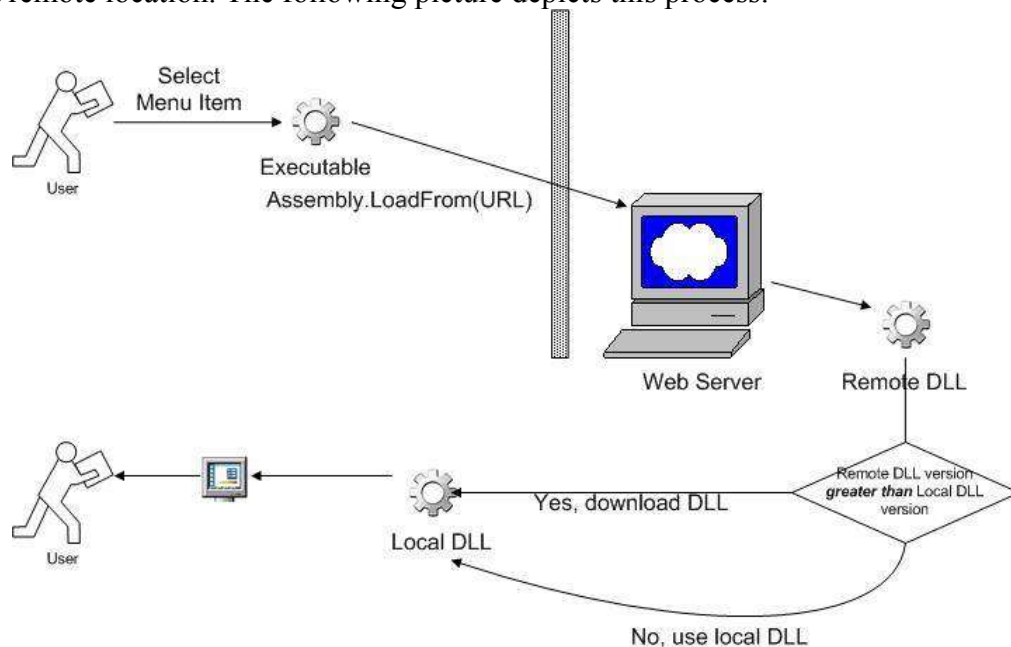 remote location. The following picture depicts this process.
Select
Menu Item
User
Executable
Assembly.LoadFrom(URL)
Web Server
Remote DLL
Remote DLL version
greater than Local DLL
version
Yes, download DLL
Local DLL
User
No, use local DLL